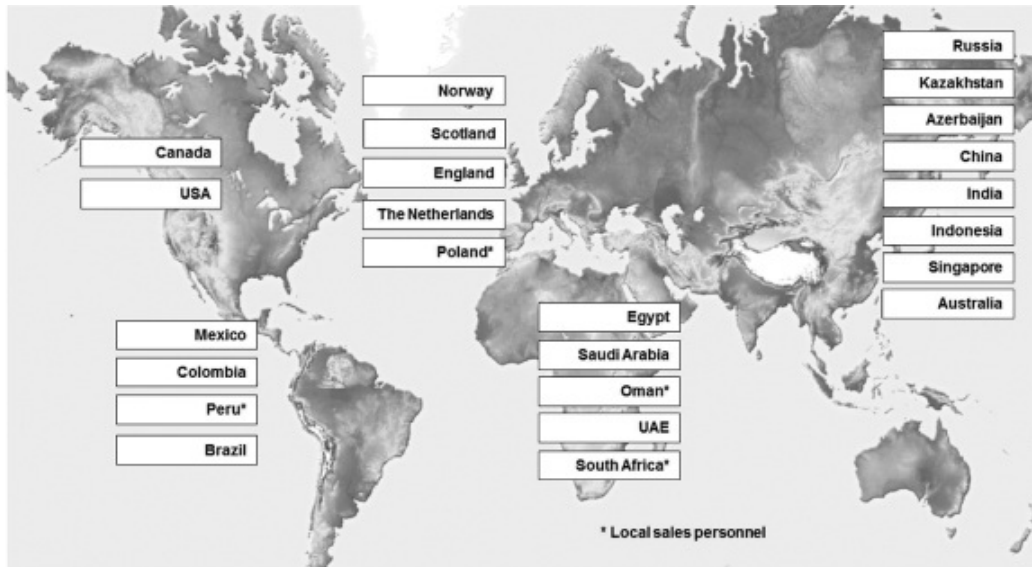 Canada
USA
Mexico
Colombia
Peru*
Brazil
Norway
Scotland
England
The Netherlands
Poland*
Egypt
Saudi Arabia
Oman*
UAE
South Africa*
Russia
Kazakhstan
Azerbaijan
China
India
Indonesia
Singapore
Australia
* Local sales personnel